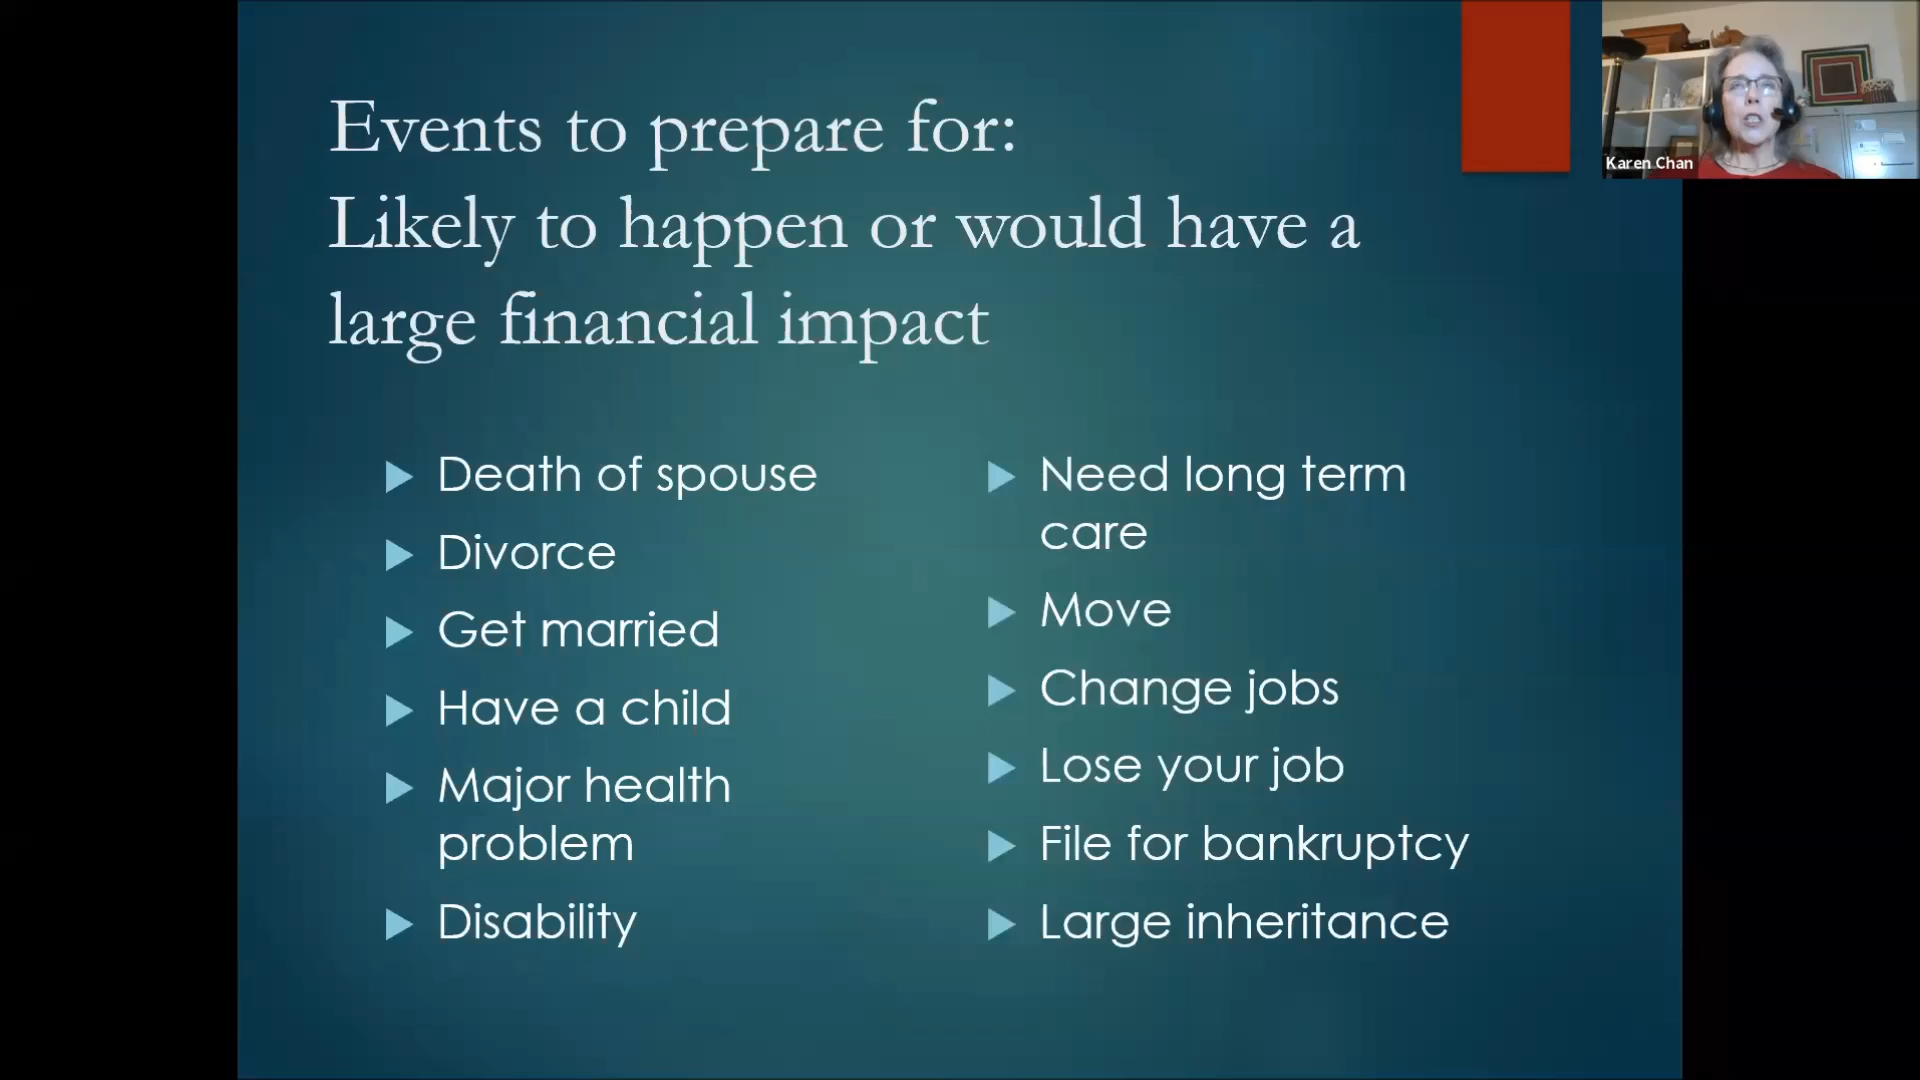 Events to prepare for:
Likely to happen or would have a
large financial impact
Death of spouse
Divorce
Get married
Have a child
Major health
problem
Disability
Need long term
care
Move
Change jobs
Lose your job
File for bankruptcy
Large inheritance
Karen Chan